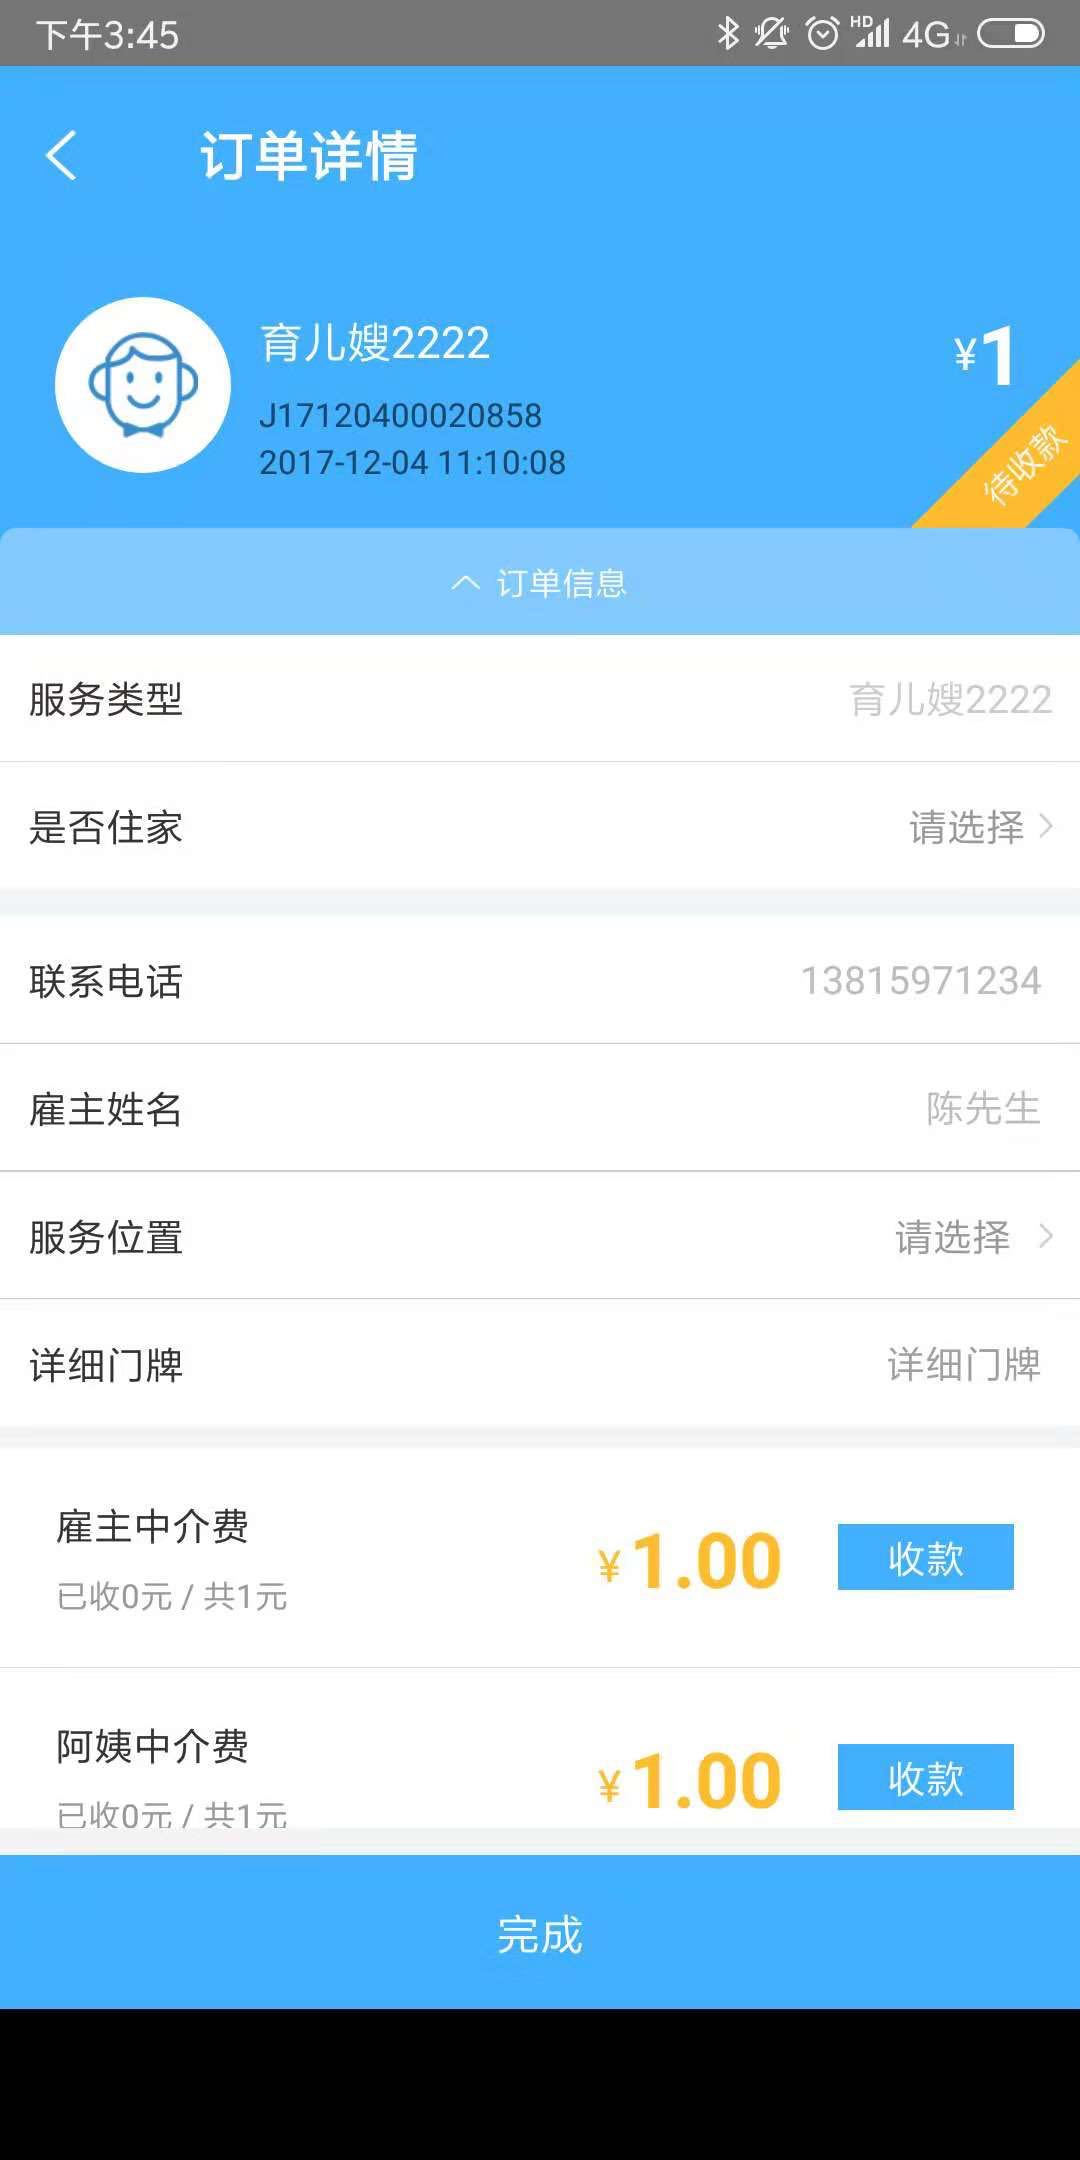 下午3:45
HD 4G
订单详情
育儿嫂2222
¥1
J17120400020858
2017-12-04 11:10:08
待收款
订单信息
服务类型 育儿嫂2222
是否住家 请选择
联系电话 13815971234
雇主姓名 陈先生
服务位置 请选择
详细门牌 详细门牌
雇主中介费
¥1.00 收款
已收0元 / 共1元
阿姨中介费
¥1.00 收款
已收0元 / 共1元
完成